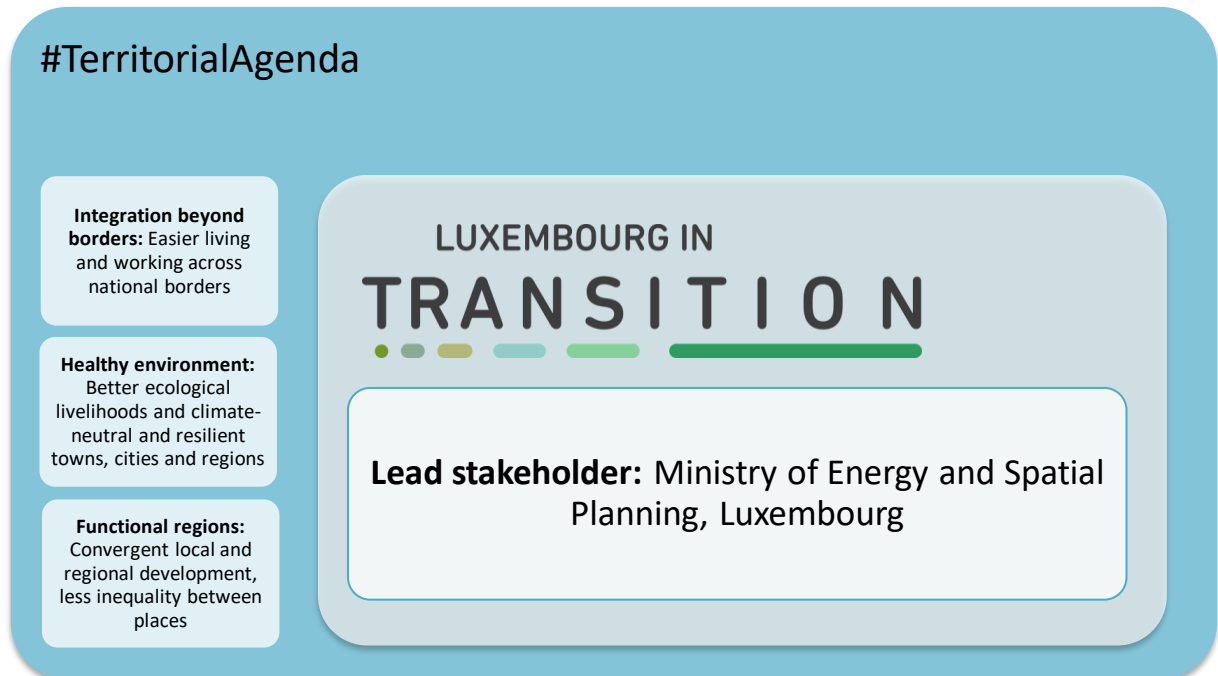 #TerritorialAgenda
Integration beyond
borders: Easier living
and working across
national borders
Healthy environment:
Better ecological
livelihoods and climate-
neutral and resilient
towns, cities and regions
Functional regions:
Convergent local and
regional development,
less inequality between
places
LUXEMBOURG IN
TRANSITION
Lead stakeholder: Ministry of Energy and Spatial
Planning, Luxembourg